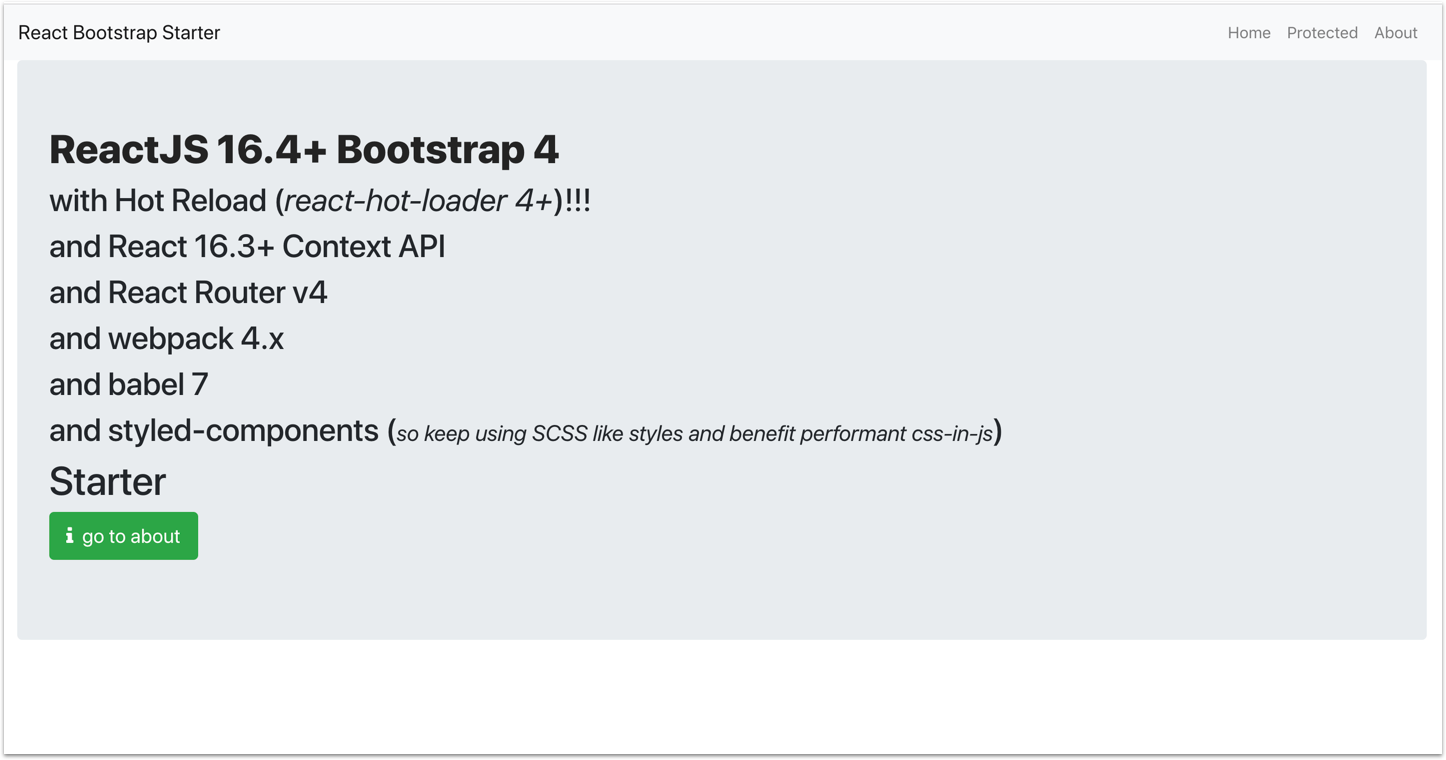 React Bootstrap Starter
Home Protected About
ReactJS 16.4+ Bootstrap 4
with Hot Reload (react-hot-loader 4+)!!!
and React 16.3+ Context API
and React Router v4
and webpack 4.x
and babel 7
and styled-components (so keep using SCSS like styles and benefit performant css-in-js)
Starter
go to about